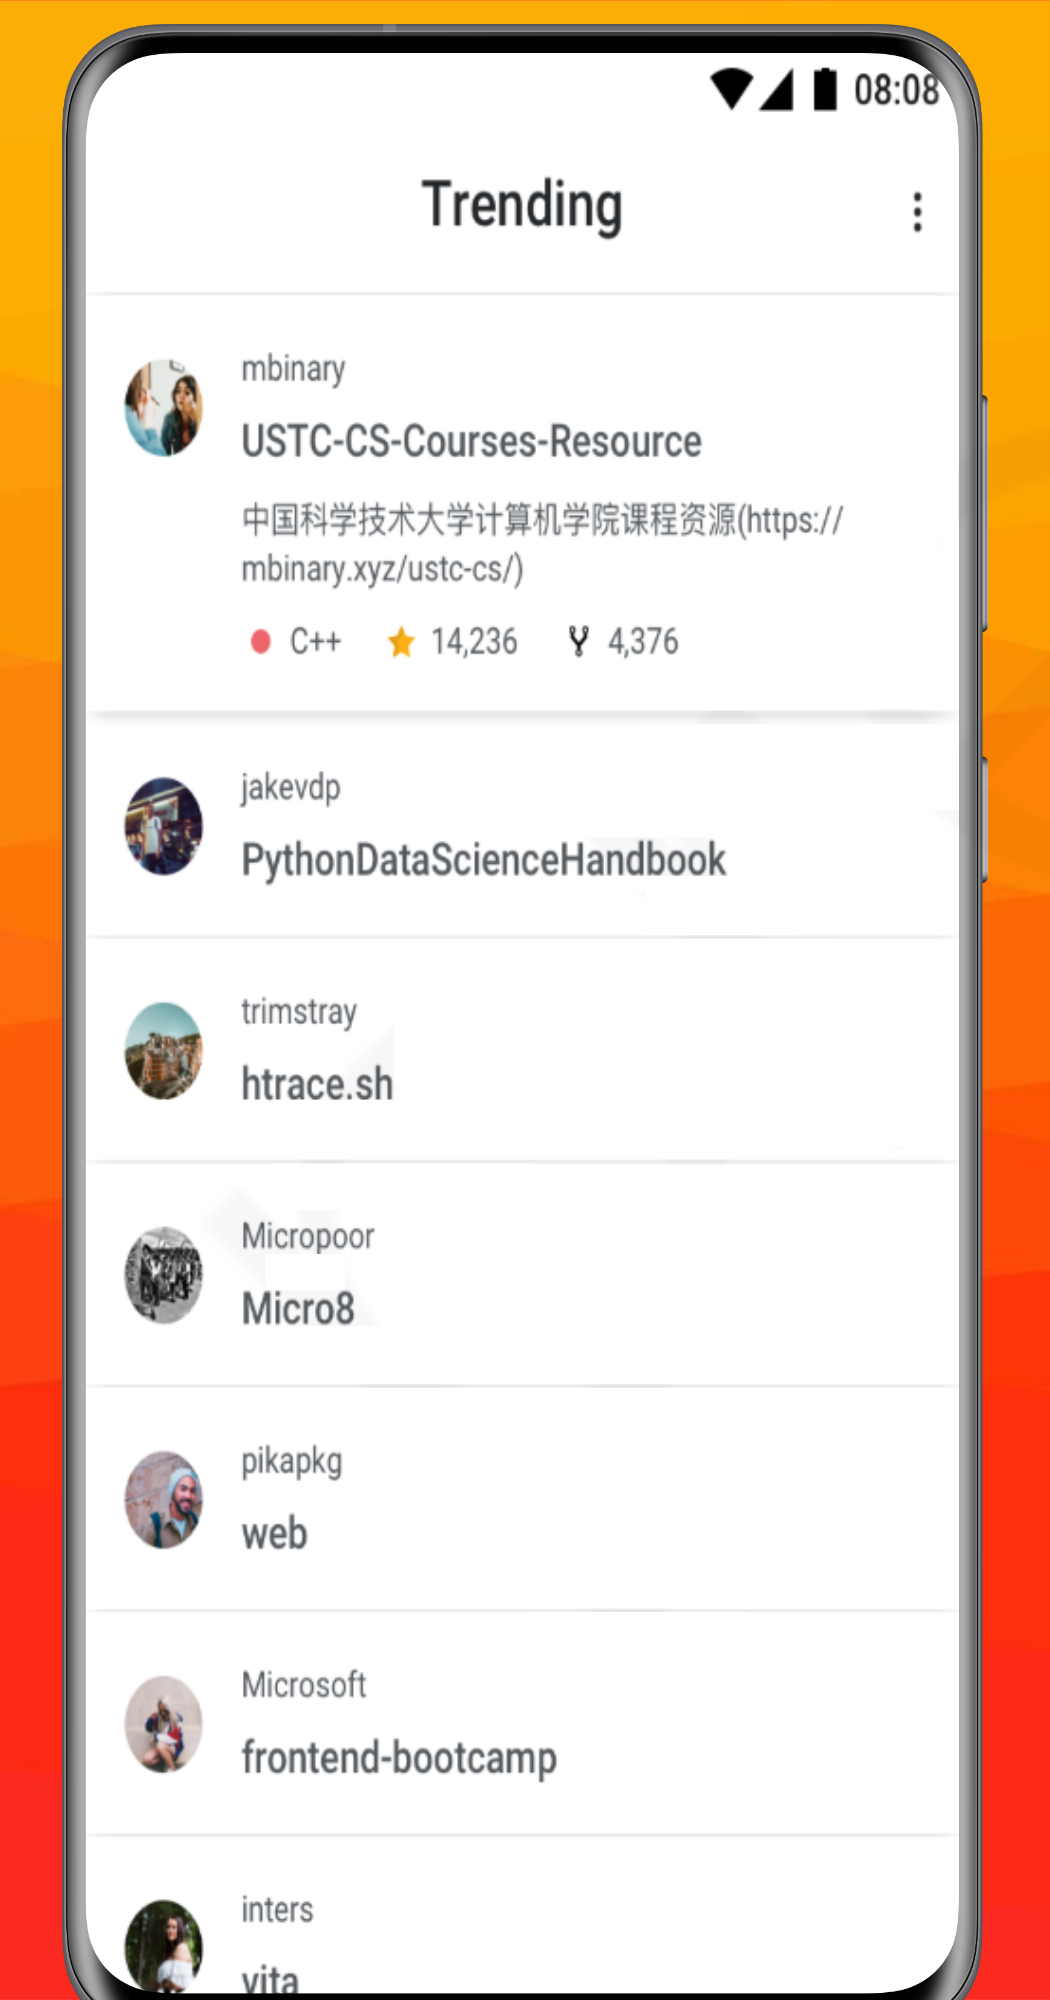 08:08
Trending
mbinary
USTC-CS-Courses-Resource
中国科学技术大学计算机学院课程资源(https://
mbinary.xyz/ustc-cs/)
C++ 14,236 4,376
jakevdp
PythonDataScienceHandbook
trimstray
htrace.sh
Micropoor
Micro8
pikapkg
web
Microsoft
frontend-bootcamp
inters
vita